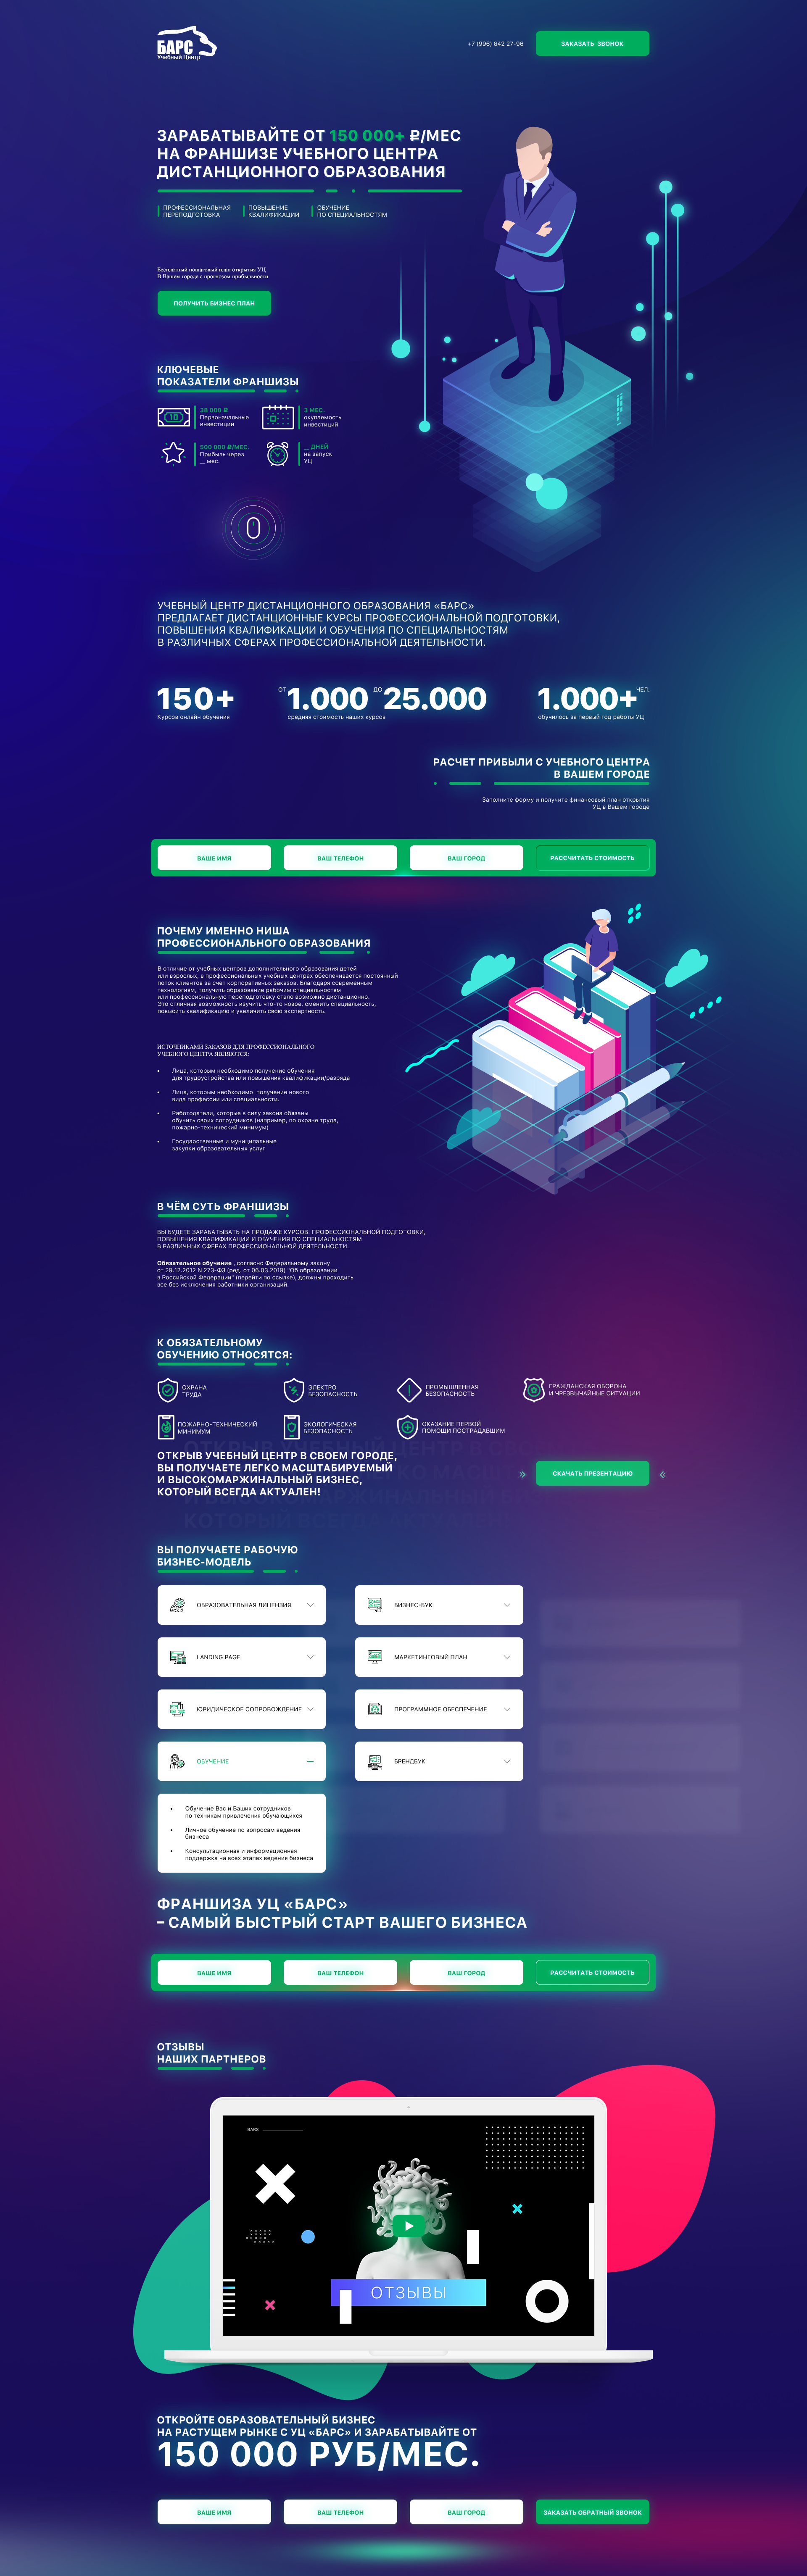 БАРС
Учебный Центр
+7 (996) 642 27-96
ЗАКАЗАТЬ ЗВОНОК
ЗАРАБАТЫВАЙТЕ ОТ 150 000+ ₽/МЕС
НА ФРАНШИЗЕ УЧЕБНОГО ЦЕНТРА
ДИСТАНЦИОННОГО ОБРАЗОВАНИЯ
ПРОФЕССИОНАЛЬНАЯ
ПЕРЕПОДГОТОВКА
ПОВЫШЕНИЕ
КВАЛИФИКАЦИИ
ОБУЧЕНИЕ
ПО СПЕЦИАЛЬНОСТЯМ
Бесплатный пошаговый план открытия УЦ
В Вашем городе с прогнозом прибыльности
ПОЛУЧИТЬ БИЗНЕС ПЛАН
КЛЮЧЕВЫЕ
ПОКАЗАТЕЛИ ФРАНШИЗЫ
38 000 ₽
Первоначальные
инвестиции
3 МЕС.
окупаемость
инвестиций
500 000 ₽/МЕС.
Прибыль через
__ мес.
__ ДНЕЙ
на запуск
УЦ
УЧЕБНЫЙ ЦЕНТР ДИСТАНЦИОННОГО ОБРАЗОВАНИЯ «БАРС»
ПРЕДЛАГАЕТ ДИСТАНЦИОННЫЕ КУРСЫ ПРОФЕССИОНАЛЬНОЙ ПОДГОТОВКИ,
ПОВЫШЕНИЯ КВАЛИФИКАЦИИ И ОБУЧЕНИЯ ПО СПЕЦИАЛЬНОСТЯМ
В РАЗЛИЧНЫХ СФЕРАХ ПРОФЕССИОНАЛЬНОЙ ДЕЯТЕЛЬНОСТИ.
150+
Курсов онлайн обучения
ОТ 1.000 ДО 25.000
средняя стоимость наших курсов
1.000+ ЧЕЛ.
обучилось за первый год работы УЦ
РАСЧЕТ ПРИБЫЛИ С УЧЕБНОГО ЦЕНТРА
В ВАШЕМ ГОРОДЕ
Заполните форму и получите финансовый план открытия
УЦ в Вашем городе
ВАШЕ ИМЯ
ВАШ ТЕЛЕФОН
ВАШ ГОРОД
РАССЧИТАТЬ СТОИМОСТЬ
ПОЧЕМУ ИМЕННО НИША
ПРОФЕССИОНАЛЬНОГО ОБРАЗОВАНИЯ
В отличие от учебных центров дополнительного образования детей
или взрослых, в профессиональных учебных центрах обеспечивается постоянный
поток клиентов за счет корпоративных заказов. Благодаря современным
технологиям, получить образование рабочим специальностям
или профессиональную переподготовку стало возможно дистанционно.
Это отличная возможность изучить что-то новое, сменить специальность,
повысить квалификацию и увеличить свою экспертность.
ИСТОЧНИКАМИ ЗАКАЗОВ ДЛЯ ПРОФЕССИОНАЛЬНОГО
УЧЕБНОГО ЦЕНТРА ЯВЛЯЮТСЯ:
• Лица, которым необходимо получение обучения
для трудоустройства или повышения квалификации/разряда
• Лица, которым необходимо получение нового
вида профессии или специальности.
• Работодатели, которые в силу закона обязаны
обучить своих сотрудников (например, по охране труда,
пожарно-технический минимум)
• Государственные и муниципальные
закупки образовательных услуг
В ЧЁМ СУТЬ ФРАНШИЗЫ
ВЫ БУДЕТЕ ЗАРАБАТЫВАТЬ НА ПРОДАЖЕ КУРСОВ: ПРОФЕССИОНАЛЬНОЙ ПОДГОТОВКИ,
ПОВЫШЕНИЯ КВАЛИФИКАЦИИ И ОБУЧЕНИЯ ПО СПЕЦИАЛЬНОСТЯМ
В РАЗЛИЧНЫХ СФЕРАХ ПРОФЕССИОНАЛЬНОЙ ДЕЯТЕЛЬНОСТИ.
Обязательное обучение , согласно Федеральному закону
от 29.12.2012 N 273-ФЗ (ред. от 06.03.2019) "Об образовании
в Российской Федерации" (перейти по ссылке), должны проходить
все без исключения работники организаций.
К ОБЯЗАТЕЛЬНОМУ
ОБУЧЕНИЮ ОТНОСЯТСЯ:
ОХРАНА
ТРУДА
ЭЛЕКТРО
БЕЗОПАСНОСТЬ
ПРОМЫШЛЕННАЯ
БЕЗОПАСНОСТЬ
ГРАЖДАНСКАЯ ОБОРОНА
И ЧРЕЗВЫЧАЙНЫЕ СИТУАЦИИ
ПОЖАРНО-ТЕХНИЧЕСКИЙ
МИНИМУМ
ЭКОЛОГИЧЕСКАЯ
БЕЗОПАСНОСТЬ
ОКАЗАНИЕ ПЕРВОЙ
ПОМОЩИ ПОСТРАДАВШИМ
ОТКРЫВ УЧЕБНЫЙ ЦЕНТР В СВОЕМ ГОРОДЕ,
ВЫ ПОЛУЧАЕТЕ ЛЕГКО МАСШТАБИРУЕМЫЙ
И ВЫСОКОМАРЖИНАЛЬНЫЙ БИЗНЕС,
КОТОРЫЙ ВСЕГДА АКТУАЛЕН!
СКАЧАТЬ ПРЕЗЕНТАЦИЮ
ВЫ ПОЛУЧАЕТЕ РАБОЧУЮ
БИЗНЕС-МОДЕЛЬ
ОБРАЗОВАТЕЛЬНАЯ ЛИЦЕНЗИЯ
БИЗНЕС-БУК
LANDING PAGE
МАРКЕТИНГОВЫЙ ПЛАН
ЮРИДИЧЕСКОЕ СОПРОВОЖДЕНИЕ
ПРОГРАММНОЕ ОБЕСПЕЧЕНИЕ
ОБУЧЕНИЕ
БРЕНДБУК
• Обучение Вас и Ваших сотрудников
по техникам привлечения обучающихся
• Личное обучение по вопросам ведения
бизнеса
• Консультационная и информационная
поддержка на всех этапах ведения бизнеса
ФРАНШИЗА УЦ «БАРС»
– САМЫЙ БЫСТРЫЙ СТАРТ ВАШЕГО БИЗНЕСА
ВАШЕ ИМЯ
ВАШ ТЕЛЕФОН
ВАШ ГОРОД
РАССЧИТАТЬ СТОИМОСТЬ
ОТЗЫВЫ
НАШИХ ПАРТНЕРОВ
BARS
ОТЗЫВЫ
ОТКРОЙТЕ ОБРАЗОВАТЕЛЬНЫЙ БИЗНЕС
НА РАСТУЩЕМ РЫНКЕ С УЦ «БАРС» И ЗАРАБАТЫВАЙТЕ ОТ
150 000 РУБ/МЕС.
ВАШЕ ИМЯ
ВАШ ТЕЛЕФОН
ВАШ ГОРОД
ЗАКАЗАТЬ ОБРАТНЫЙ ЗВОНОК